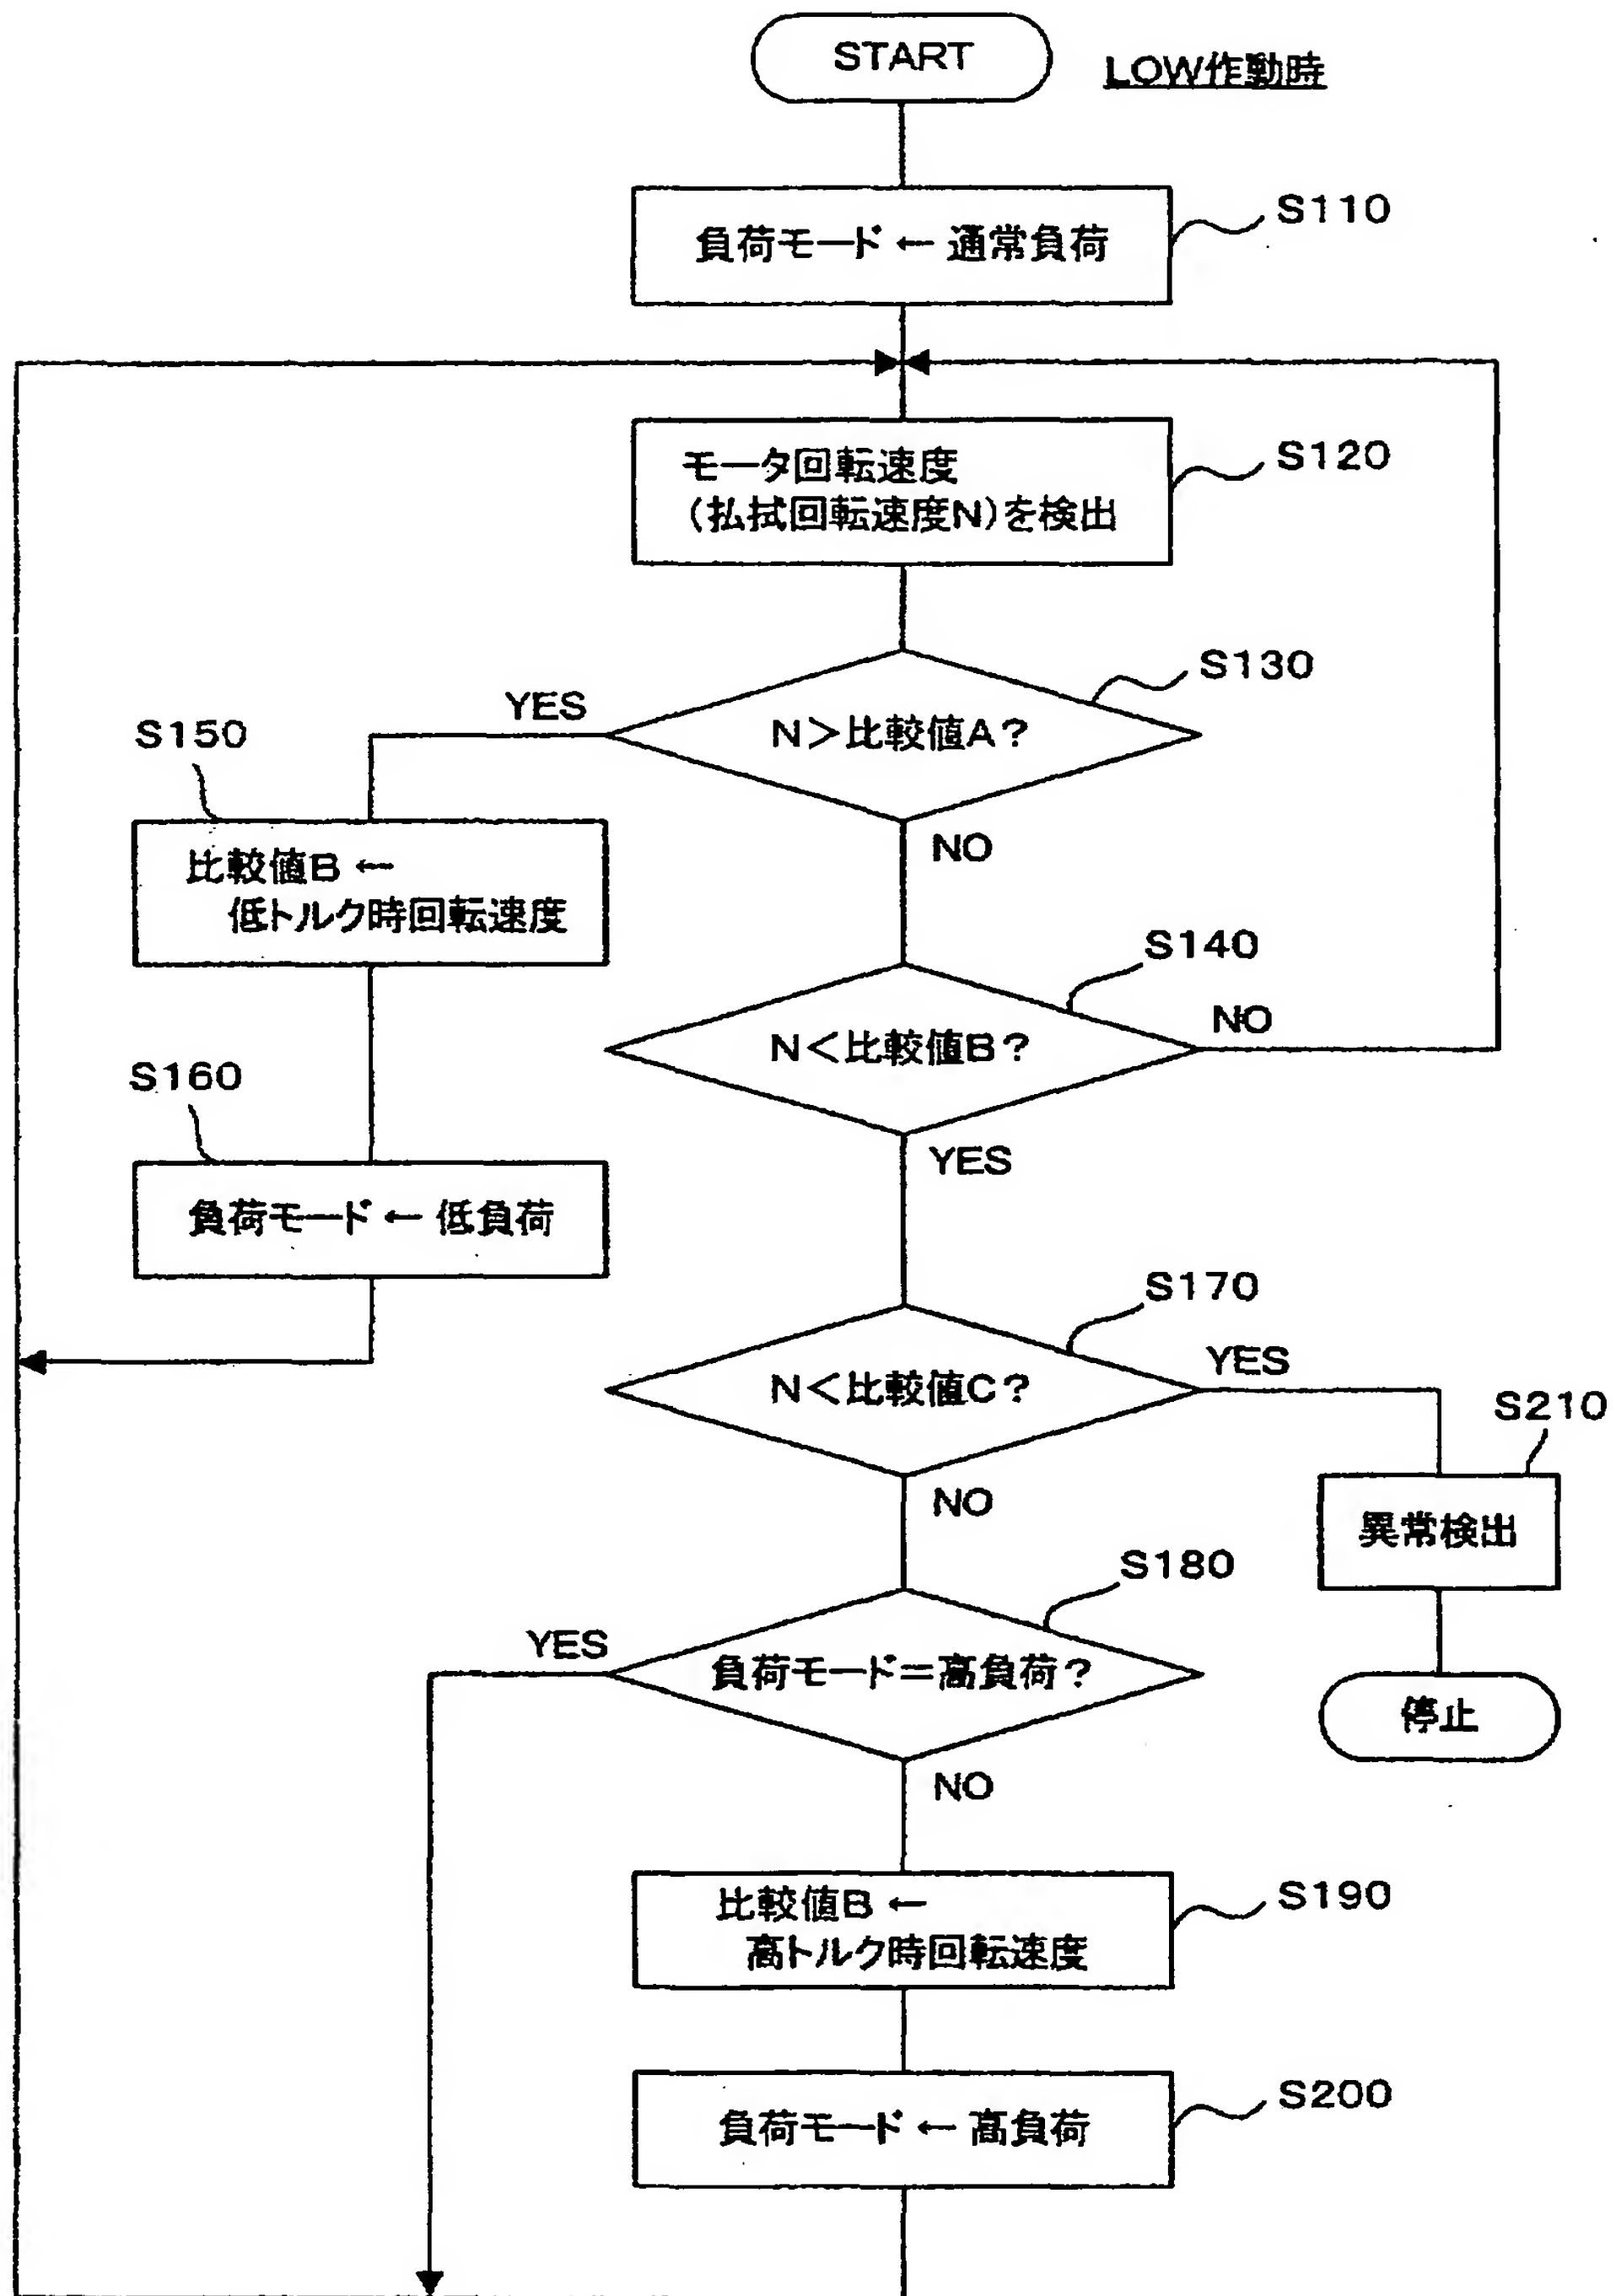 START
LOW作動時
負荷モード ← 通常負荷
S110
モータ回転速度
(払拭回転速度N)を検出
S120
N>比較値A?
S130
YES
NO
S150
比較値B ←
低トルク時回転速度
S160
負荷モード ← 低負荷
N<比較値B?
S140
NO
YES
N<比較値C?
S170
YES
NO
S210
異常検出
停止
負荷モード=高負荷?
S180
YES
NO
比較値B ←
高トルク時回転速度
S190
負荷モード ← 高負荷
S200